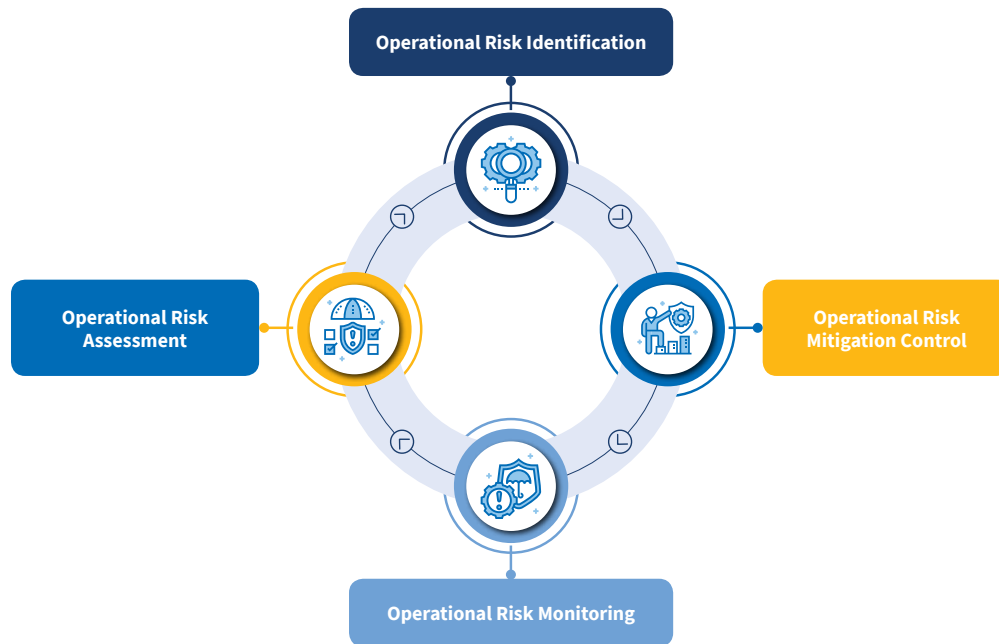 Operational Risk Identification
Operational Risk
Assessment
Operational Risk
Mitigation Control
Operational Risk Monitoring